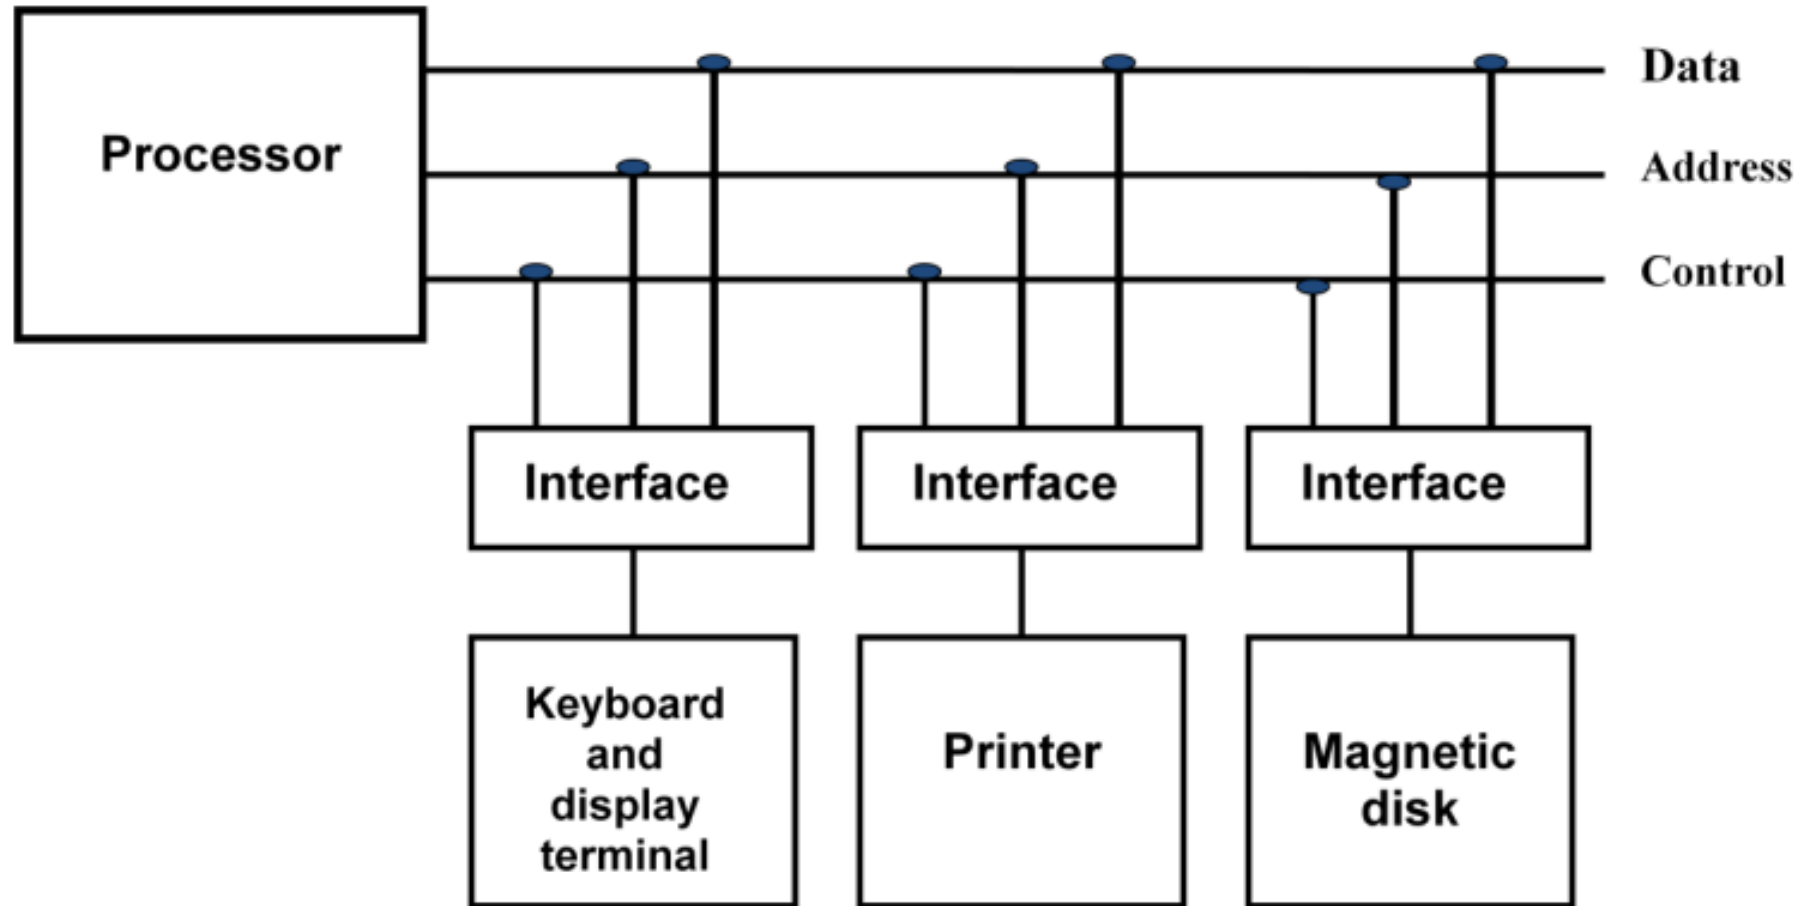 Processor
Data
Address
Control
Interface
Interface
Interface
Keyboard
and
display
terminal
Printer
Magnetic
disk